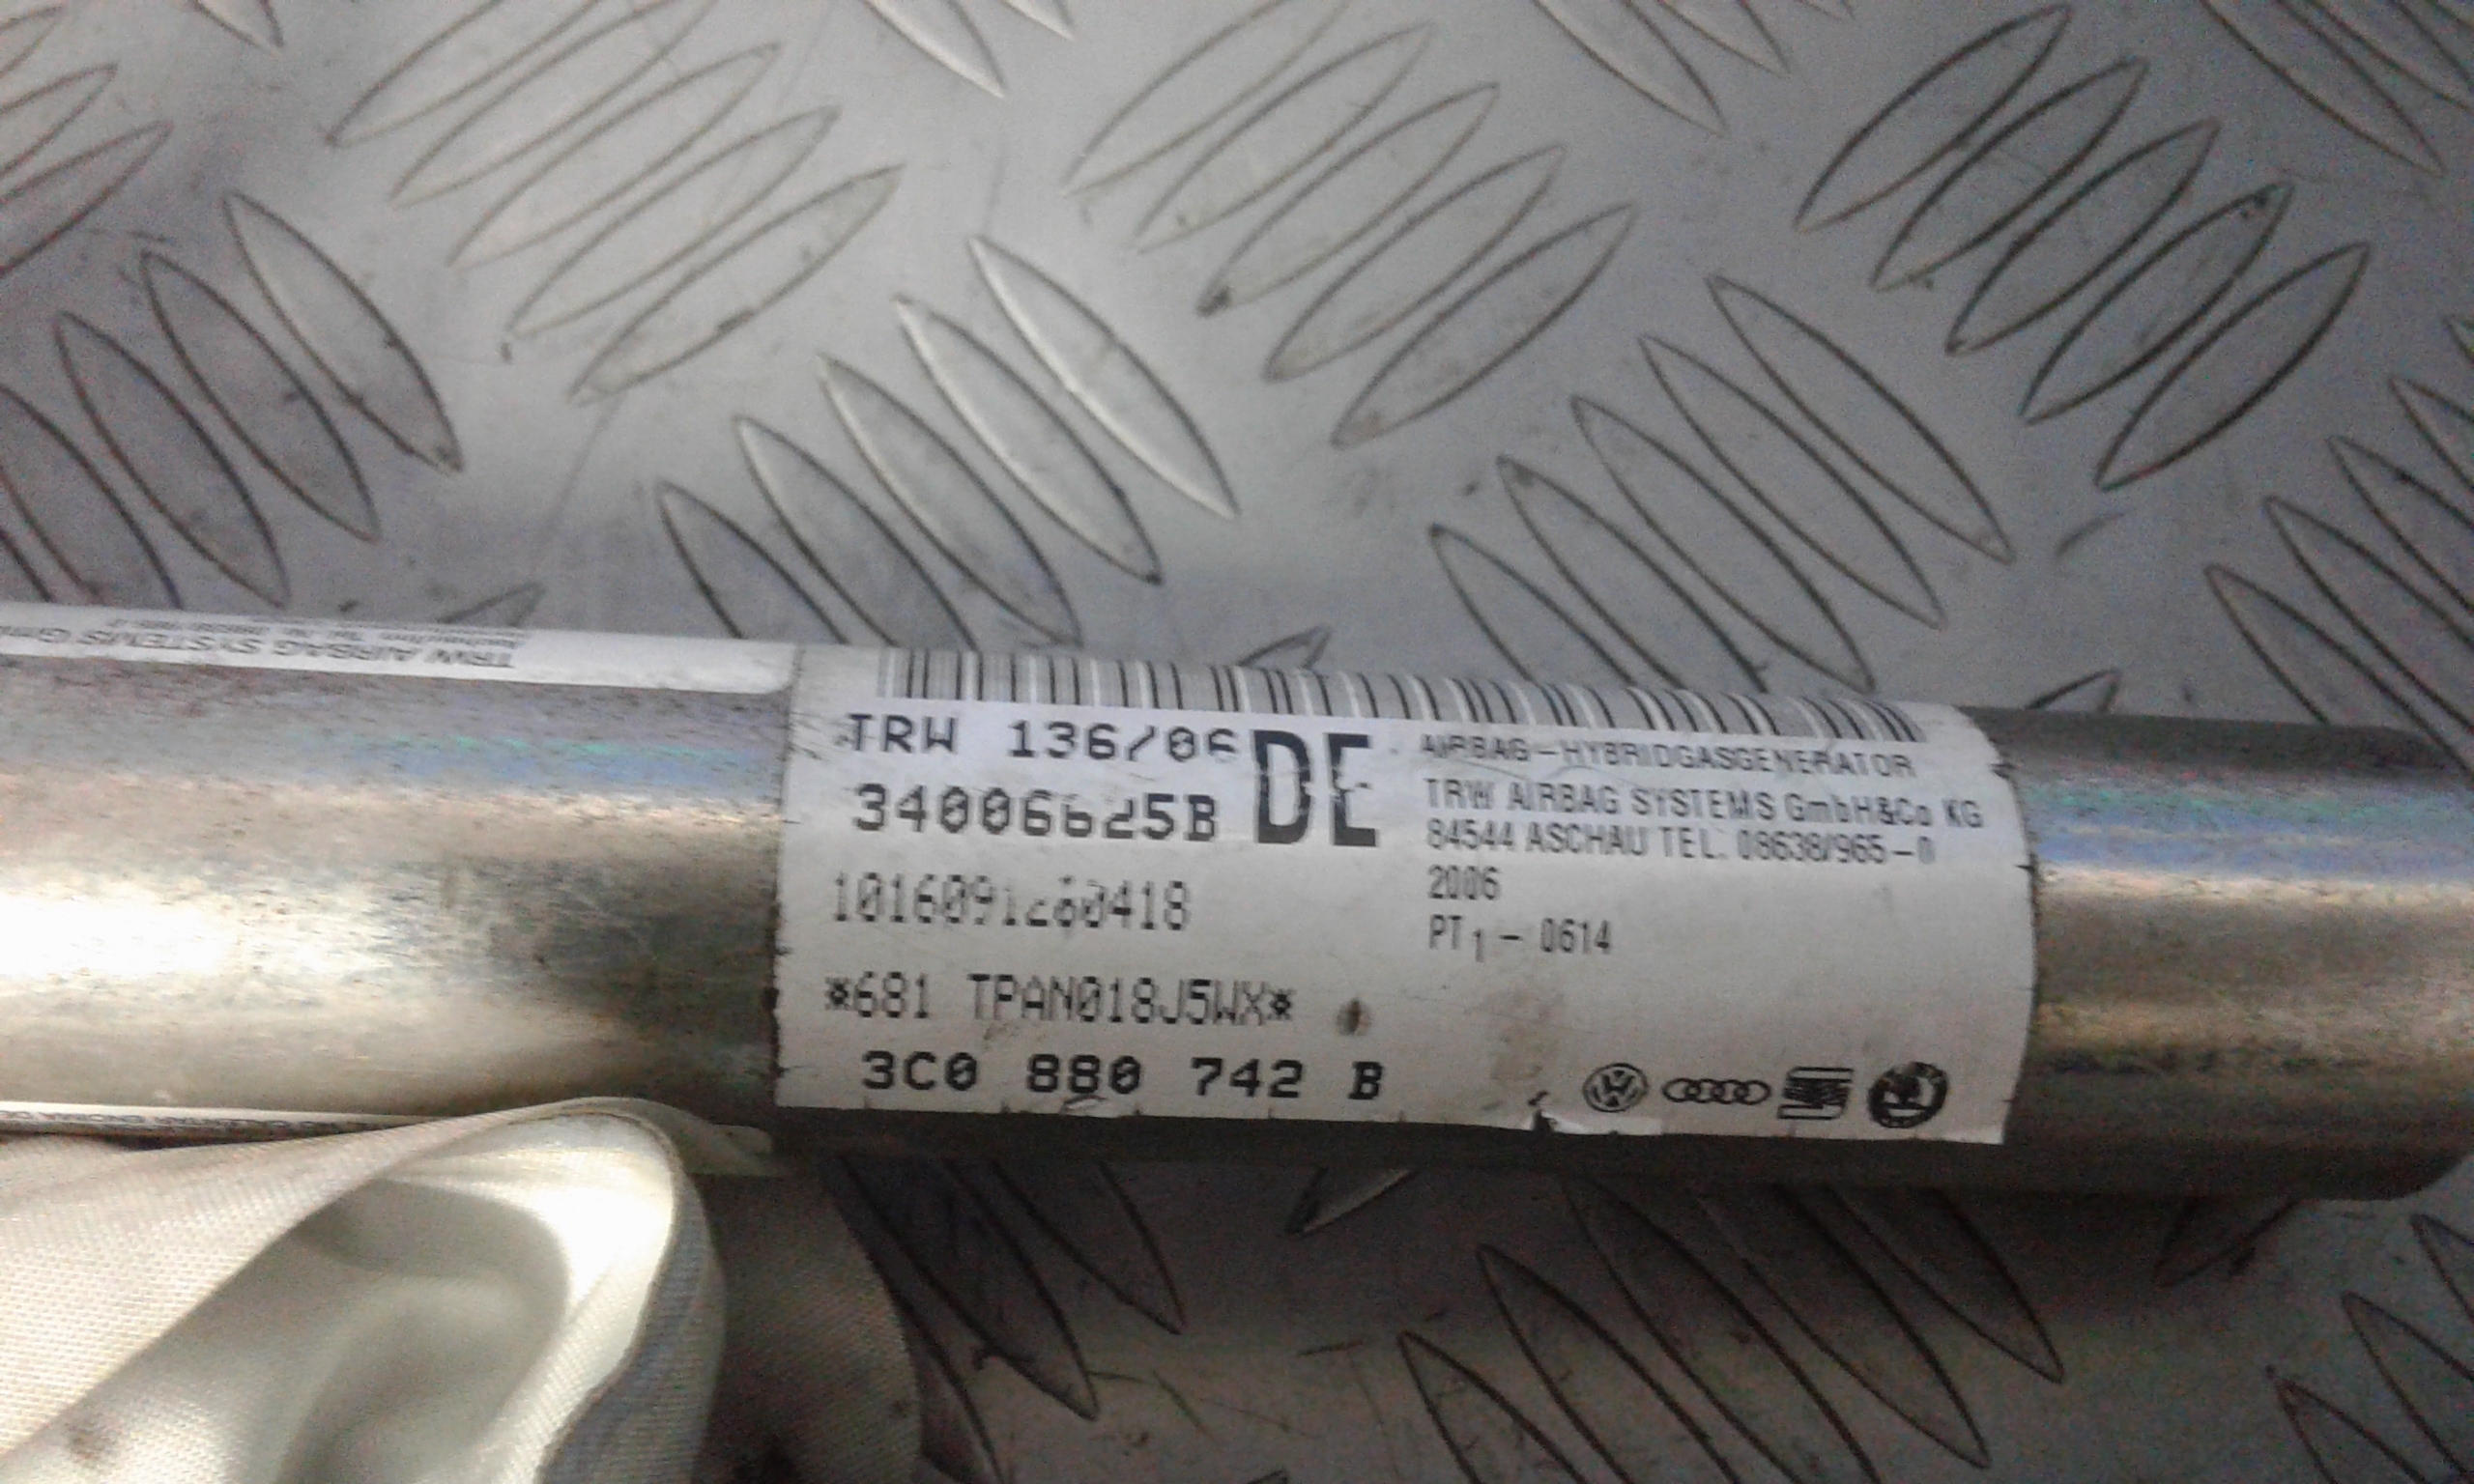 TRW AIRBAG SYSTEMS
TRW 136/06 DE
34006625B
*681 TPAN018J5WX*
3C0 880 742 B
AIRBAG-HYBRIDGASGENERATOR
TRW AIRBAG SYSTEMS GmbH&Co KG
84544 ASCHAU TEL. 08638/965-0
2006
PT1 - 0614